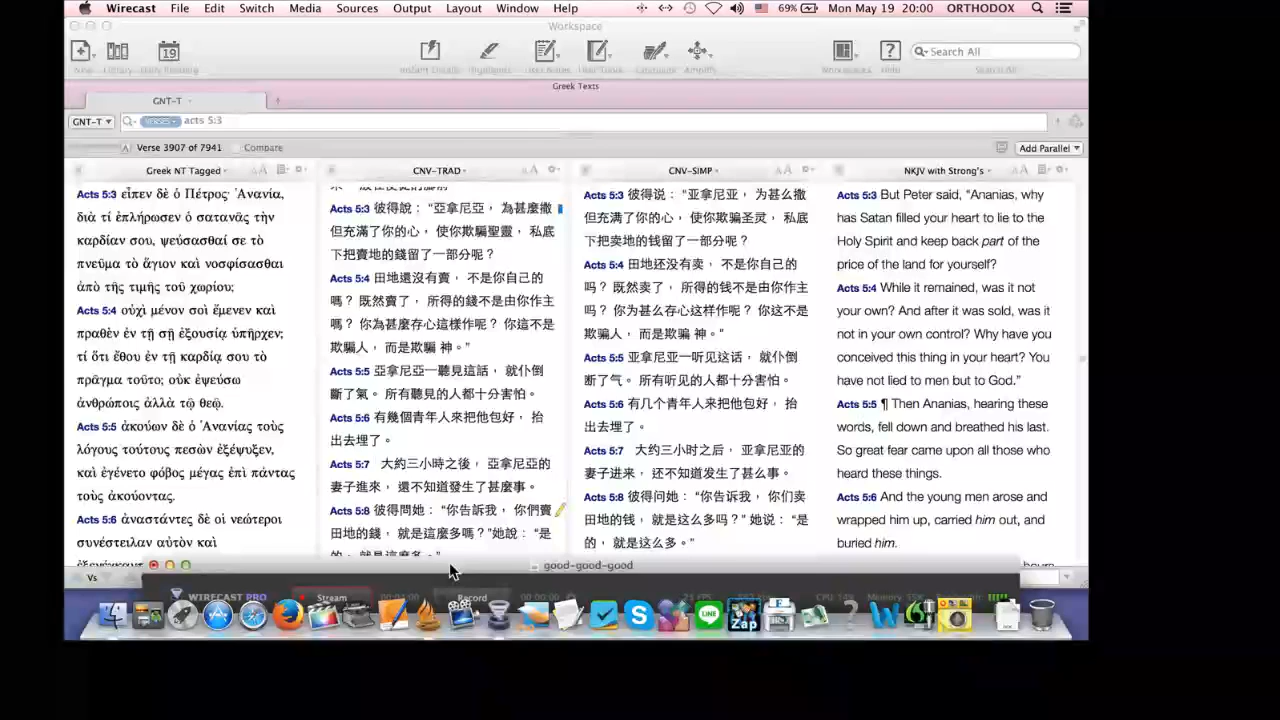 Wirecast File Edit Switch Media Sources Output Layout Window Help 69% Mon May 19 20:00 ORTHODOX
Workspace
19 ? Search All
Greek Texts
GNT-T
GNT-T acts 5:3
Verse 3907 of 7941 Compare Add Parallel
Greek NT Tagged
Acts 5:3 εἶπεν δὲ ὁ Πέτρος· Ἁνανία,
διὰ τί ἐπλήρωσεν ὁ σατανᾶς τὴν
καρδίαν σου, ψεύσασθαί σε τὸ
πνεῦμα τὸ ἅγιον καὶ νοσφίσασθαι
ἀπὸ τῆς τιμῆς τοῦ χωρίου;
Acts 5:4 οὐχὶ μένον σοὶ ἔμενεν καὶ
πραθὲν ἐν τῇ σῇ ἐξουσίᾳ ὑπῆρχεν;
τί ὅτι ἔθου ἐν τῇ καρδίᾳ σου τὸ
πρᾶγμα τοῦτο; οὐκ ἐψεύσω
ἀνθρώποις ἀλλὰ τῷ θεῷ.
Acts 5:5 ἀκούων δὲ ὁ Ἁνανίας τοὺς
λόγους τούτους πεσὼν ἐξέψυξεν,
καὶ ἐγένετο φόβος μέγας ἐπὶ πάντας
τοὺς ἀκούοντας.
Acts 5:6 ἀναστάντες δὲ οἱ νεώτεροι
συνέστειλαν αὐτὸν καὶ
CNV-TRAD
Acts 5:3 彼得說：“亞拿尼亞，為甚麼撒
但充滿了你的心，使你欺騙聖靈，私底
下把賣地的錢留了一部分呢？
Acts 5:4 田地還沒有賣，不是你自己的
嗎？既然賣了，所得的錢不是由你作主
嗎？你為甚麼存心這樣作呢？你這不是
欺騙人，而是欺騙 神。”
Acts 5:5 亞拿尼亞一聽見這話，就仆倒
斷了氣。所有聽見的人都十分害怕。
Acts 5:6 有幾個青年人來把他包好，抬
出去埋了。
Acts 5:7 大約三小時之後，亞拿尼亞的
妻子進來，還不知道發生了甚麼事。
Acts 5:8 彼得問她：“你告訴我，你們賣
田地的錢，就是這麼多嗎？”她說：“是
的，就是這麼多。”
CNV-SIMP
Acts 5:3 彼得说：“亚拿尼亚，为甚么撒
但充满了你的心，使你欺骗圣灵，私底
下把卖地的钱留了一部分呢？
Acts 5:4 田地还没有卖，不是你自己的
吗？既然卖了，所得的钱不是由你作主
吗？你为甚么存心这样作呢？你这不是
欺骗人，而是欺骗 神。”
Acts 5:5 亚拿尼亚一听见这话，就仆倒
断了气。所有听见的人都十分害怕。
Acts 5:6 有几个青年人来把他包好，抬
出去埋了。
Acts 5:7 大约三小时之后，亚拿尼亚的
妻子进来，还不知道发生了甚么事。
Acts 5:8 彼得问她：“你告诉我，你们卖
田地的钱，就是这么多吗？”她说：“是
的，就是这么多。”
NKJV with Strong's
Acts 5:3 But Peter said, “Ananias, why
has Satan filled your heart to lie to the
Holy Spirit and keep back part of the
price of the land for yourself?
Acts 5:4 While it remained, was it not
your own? And after it was sold, was it
not in your own control? Why have you
conceived this thing in your heart? You
have not lied to men but to God.”
Acts 5:5 ¶ Then Ananias, hearing these
words, fell down and breathed his last.
So great fear came upon all those who
heard these things.
Acts 5:6 And the young men arose and
wrapped him up, carried him out, and
buried him.
Vs good-good-good
WIRECAST PRO Stream Record
Zap